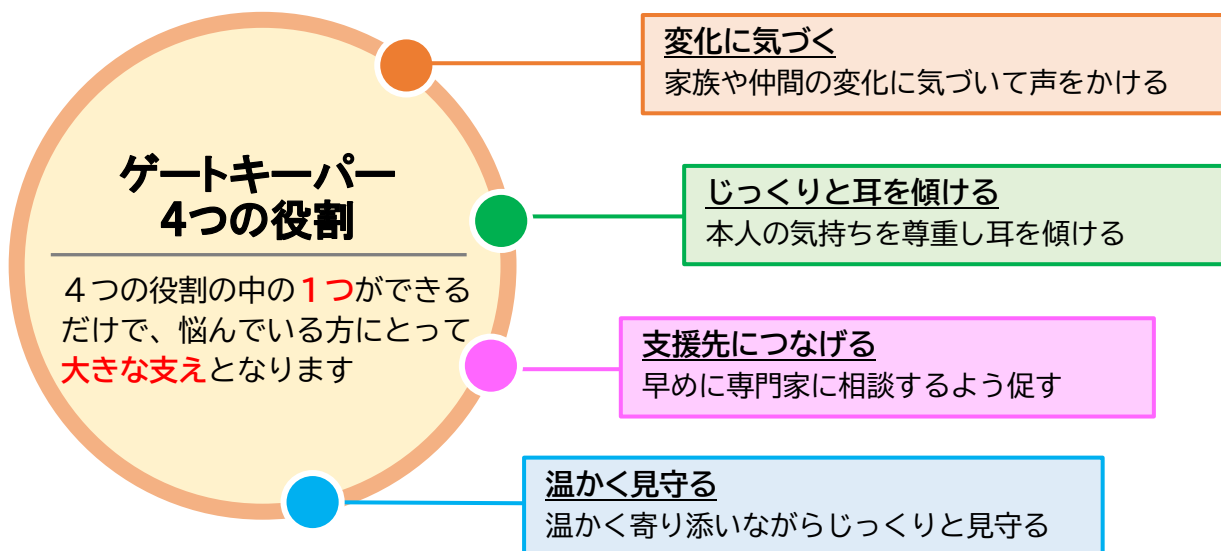 ゲートキーパー
4つの役割
４つの役割の中の１つができる
だけで、悩んでいる方にとって
大きな支えとなります
変化に気づく
家族や仲間の変化に気づいて声をかける
じっくりと耳を傾ける
本人の気持ちを尊重し耳を傾ける
支援先につなげる
早めに専門家に相談するよう促す
温かく見守る
温かく寄り添いながらじっくりと見守る